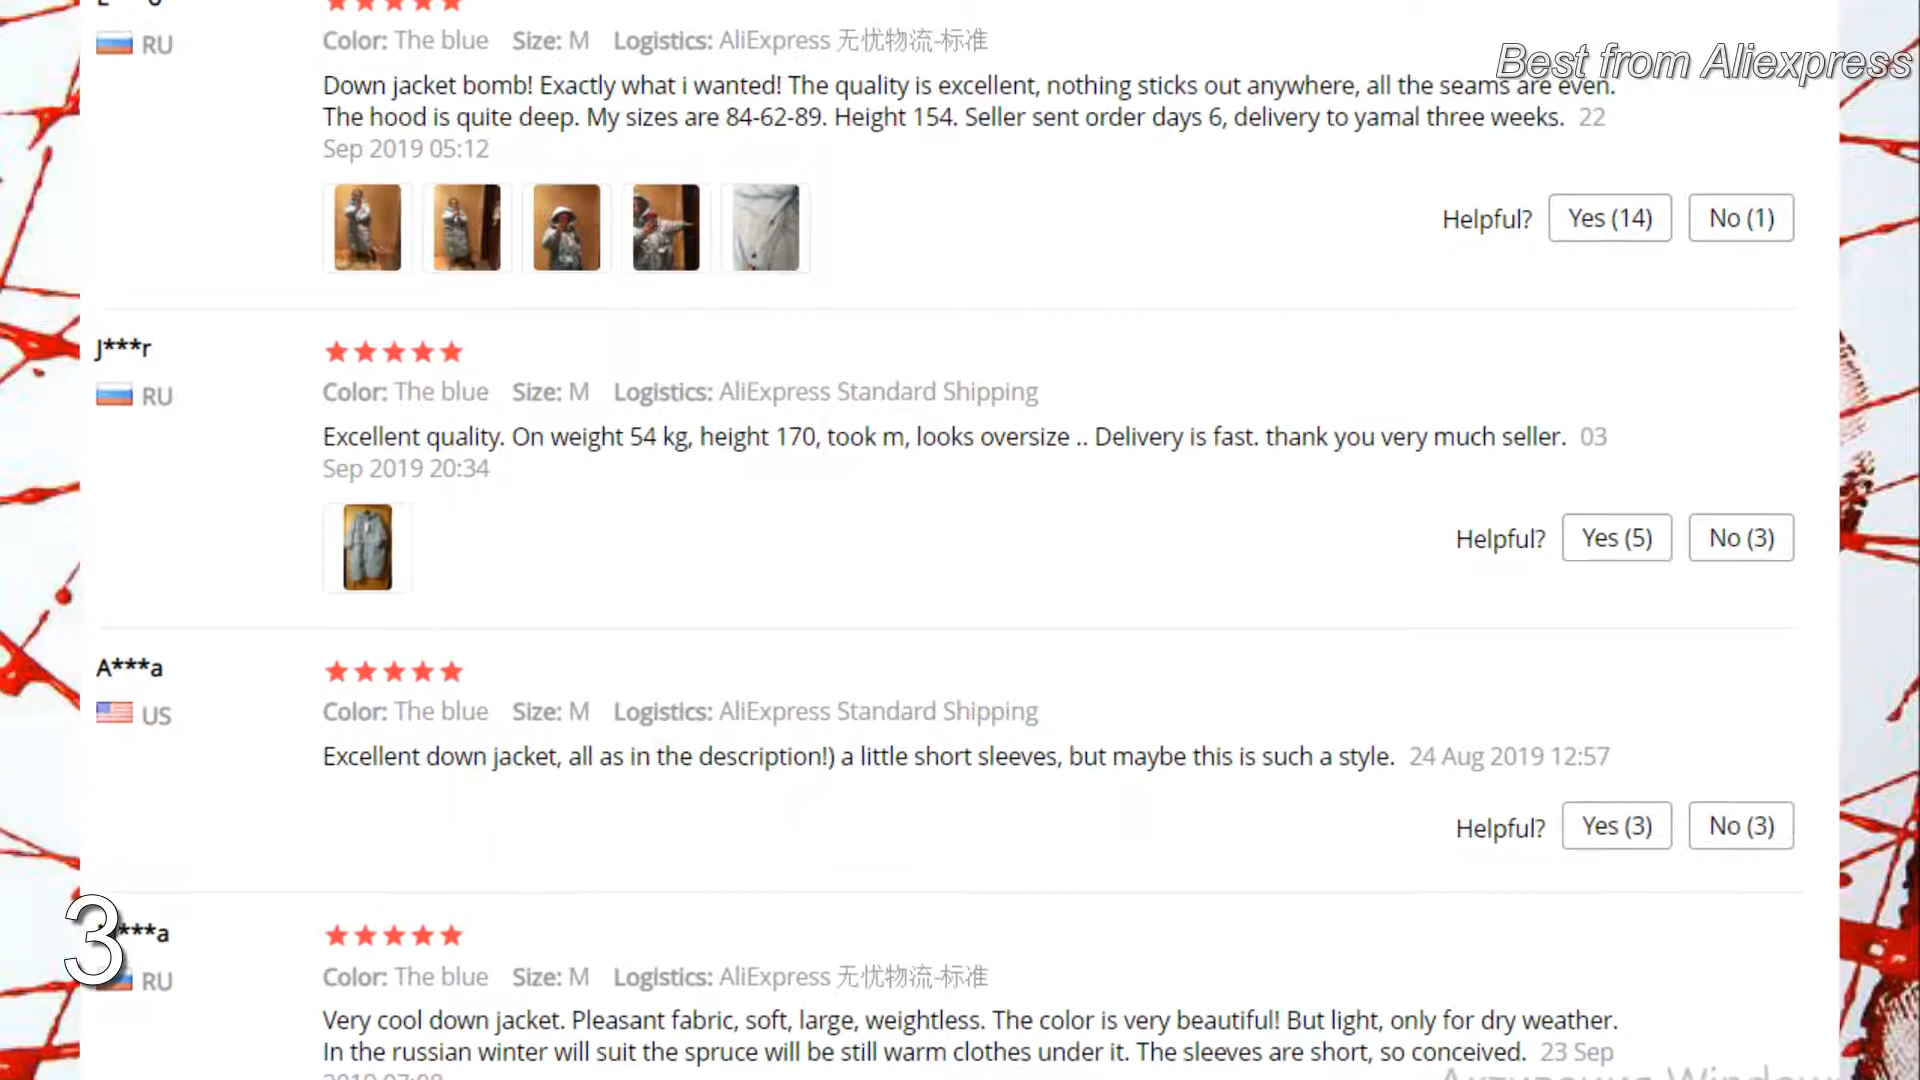 RU
Color: The blue Size: M Logistics: AliExpress 无忧物流-标准
Best from Aliexpress
Down jacket bomb! Exactly what i wanted! The quality is excellent, nothing sticks out anywhere, all the seams are even.
The hood is quite deep. My sizes are 84-62-89. Height 154. Seller sent order days 6, delivery to yamal three weeks. 22
Sep 2019 05:12
Helpful? Yes (14) No (1)
J***r
RU
Color: The blue Size: M Logistics: AliExpress Standard Shipping
Excellent quality. On weight 54 kg, height 170, took m, looks oversize .. Delivery is fast. thank you very much seller. 03
Sep 2019 20:34
Helpful? Yes (5) No (3)
A***a
US
Color: The blue Size: M Logistics: AliExpress Standard Shipping
Excellent down jacket, all as in the description!) a little short sleeves, but maybe this is such a style. 24 Aug 2019 12:57
Helpful? Yes (3) No (3)
3
***a
RU
Color: The blue Size: M Logistics: AliExpress 无忧物流-标准
Very cool down jacket. Pleasant fabric, soft, large, weightless. The color is very beautiful! But light, only for dry weather.
In the russian winter will suit the spruce will be still warm clothes under it. The sleeves are short, so conceived. 23 Sep
Активация Windows